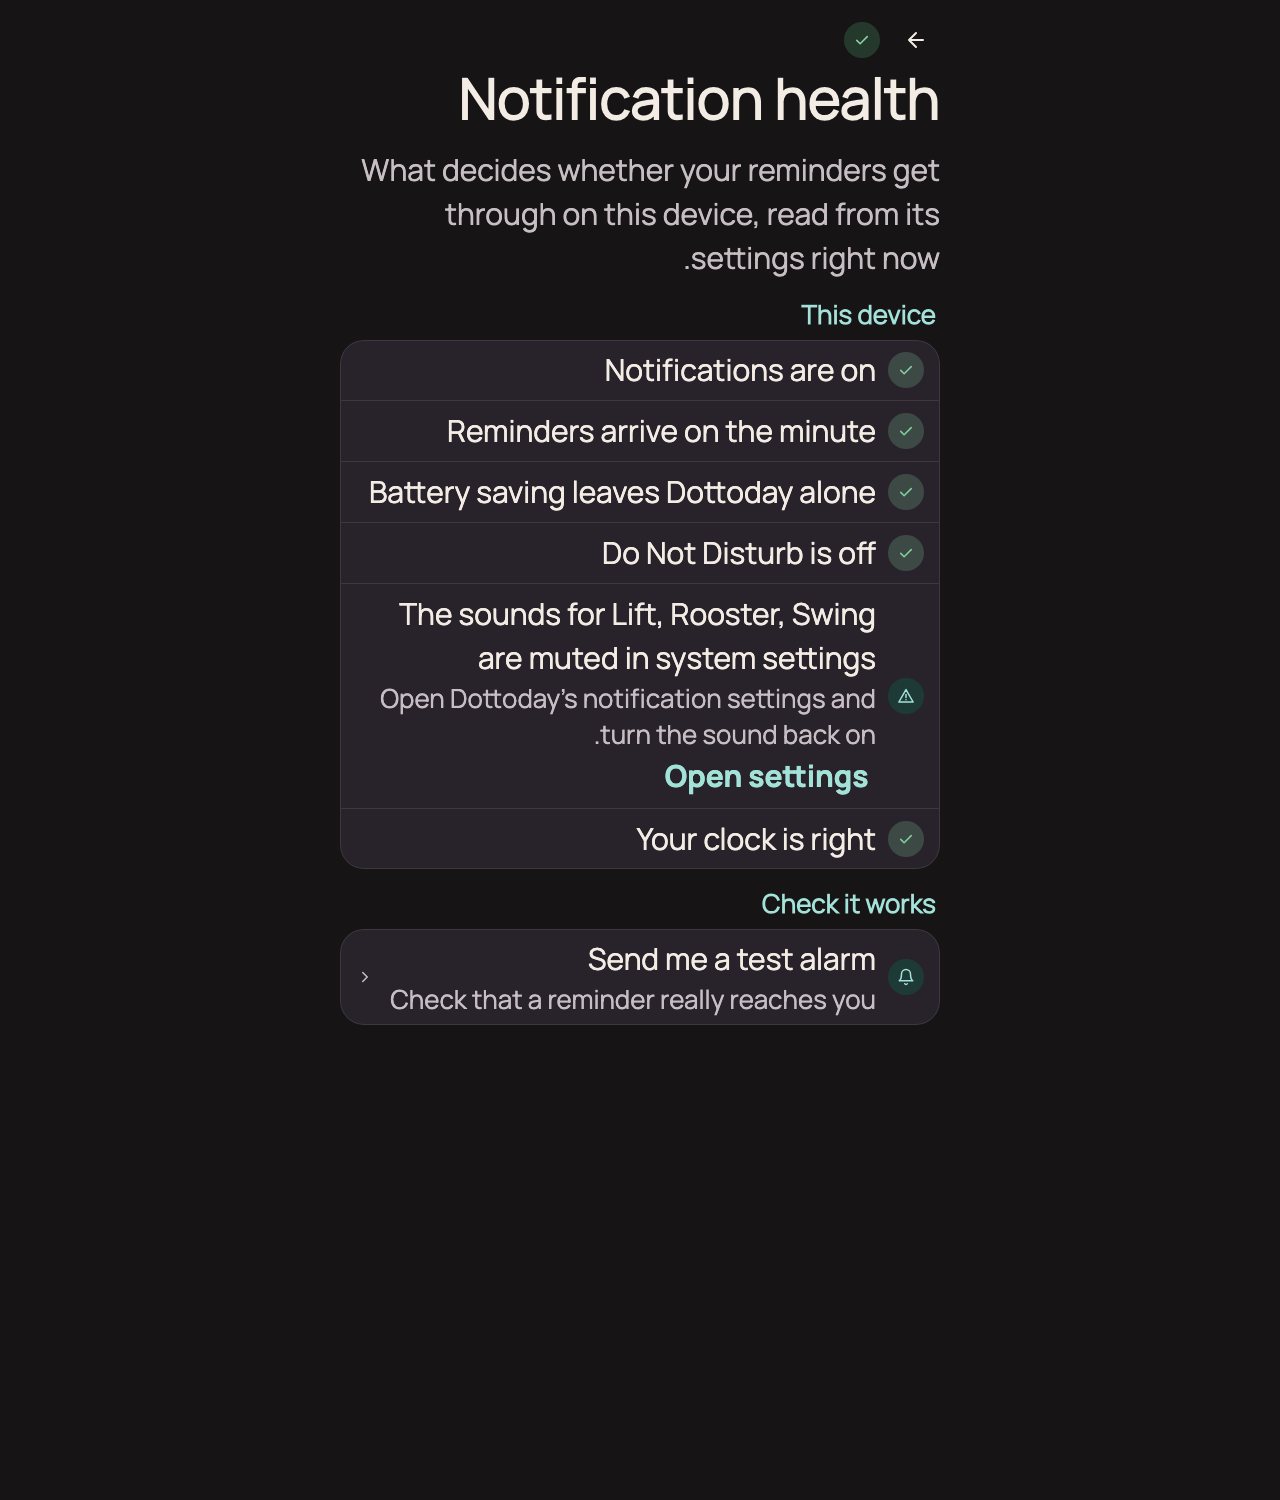 Notification health
What decides whether your reminders get
through on this device, read from its
.settings right now
This device
Notifications are on
Reminders arrive on the minute
Battery saving leaves Dottoday alone
Do Not Disturb is off
The sounds for Lift, Rooster, Swing
are muted in system settings
Open Dottoday’s notification settings and
.turn the sound back on
Open settings
Your clock is right
Check it works
Send me a test alarm
Check that a reminder really reaches you